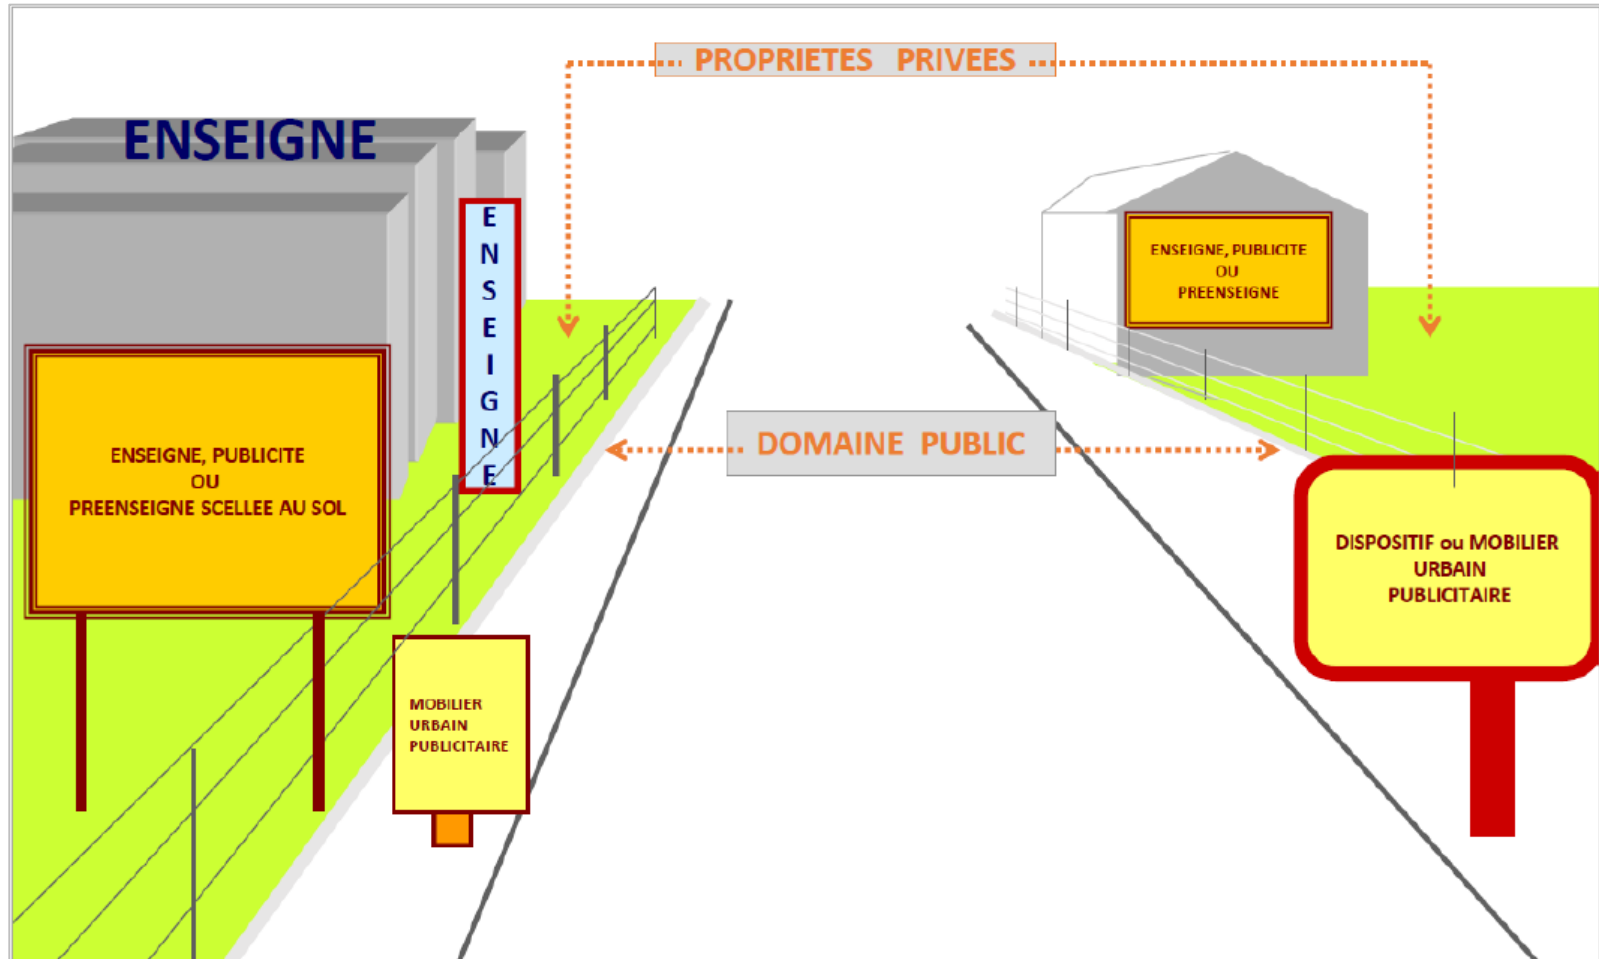 PROPRIETES PRIVEES
ENSEIGNE
E
N
S
E
I
G
N
E
ENSEIGNE, PUBLICITE
OU
PREENSEIGNE
DOMAINE PUBLIC
ENSEIGNE, PUBLICITE
OU
PREENSEIGNE SCELLEE AU SOL
DISPOSITIF ou MOBILIER
URBAIN
PUBLICITAIRE
MOBILIER
URBAIN
PUBLICITAIRE